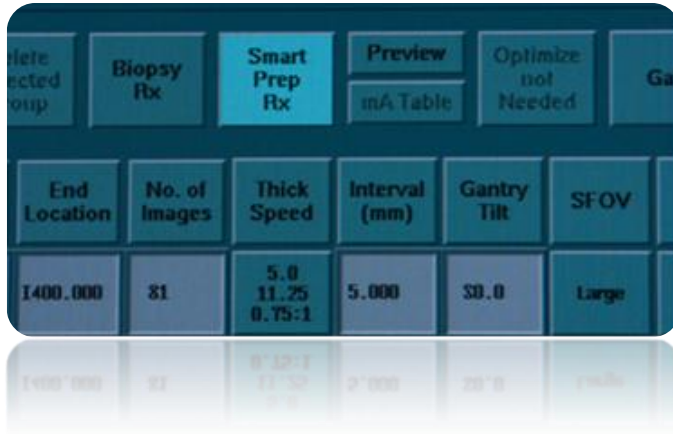 Biopsy
Rx
Smart
Prep
Rx
Preview
mA Table
Optimize
not
Needed
End
Location
No. of
Images
Thick
Speed
Interval
(mm)
Gantry
Tilt
SFOV
I400.000
81
5.0
11.25
0.75:1
5.000
S0.0
Large